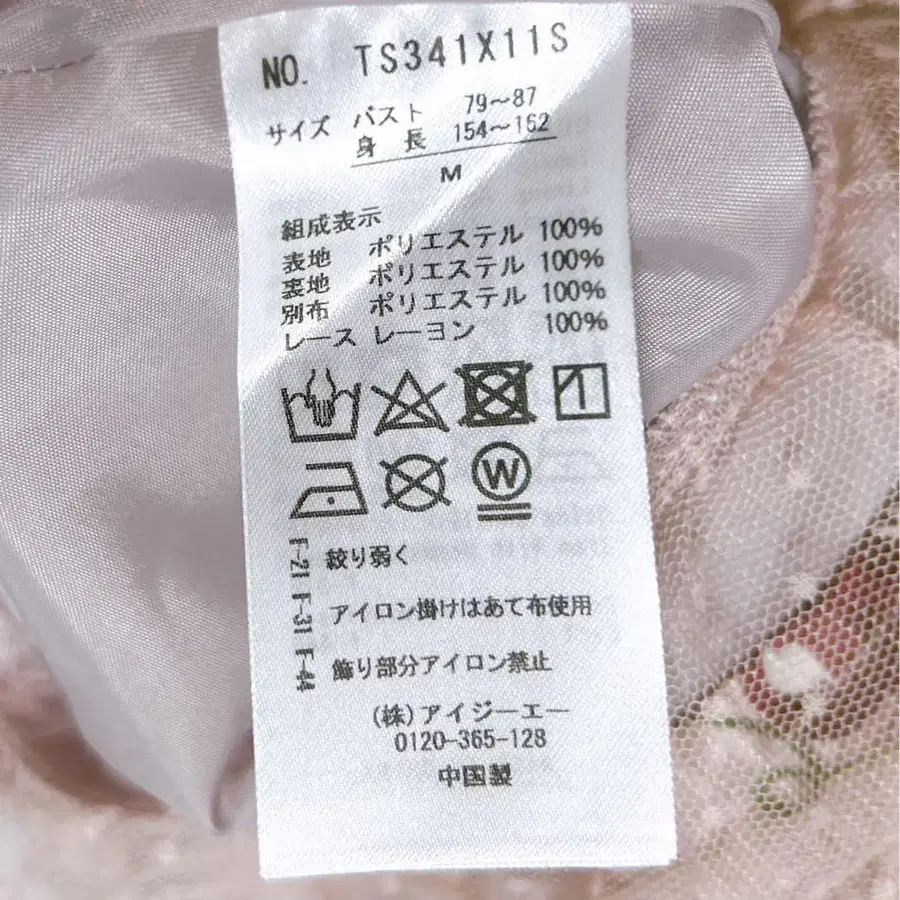 NO. TS341X11S
サイズ バスト 79～87
身長 154～162
M
組成表示
表地 ポリエステル 100%
裏地 ポリエステル 100%
別布 ポリエステル 100%
レース レーヨン 100%
W
F-21 絞り弱く
F-31 アイロン掛けはあて布使用
F-44 飾り部分アイロン禁止
(株)アイジーエー
0120-365-128
中国製